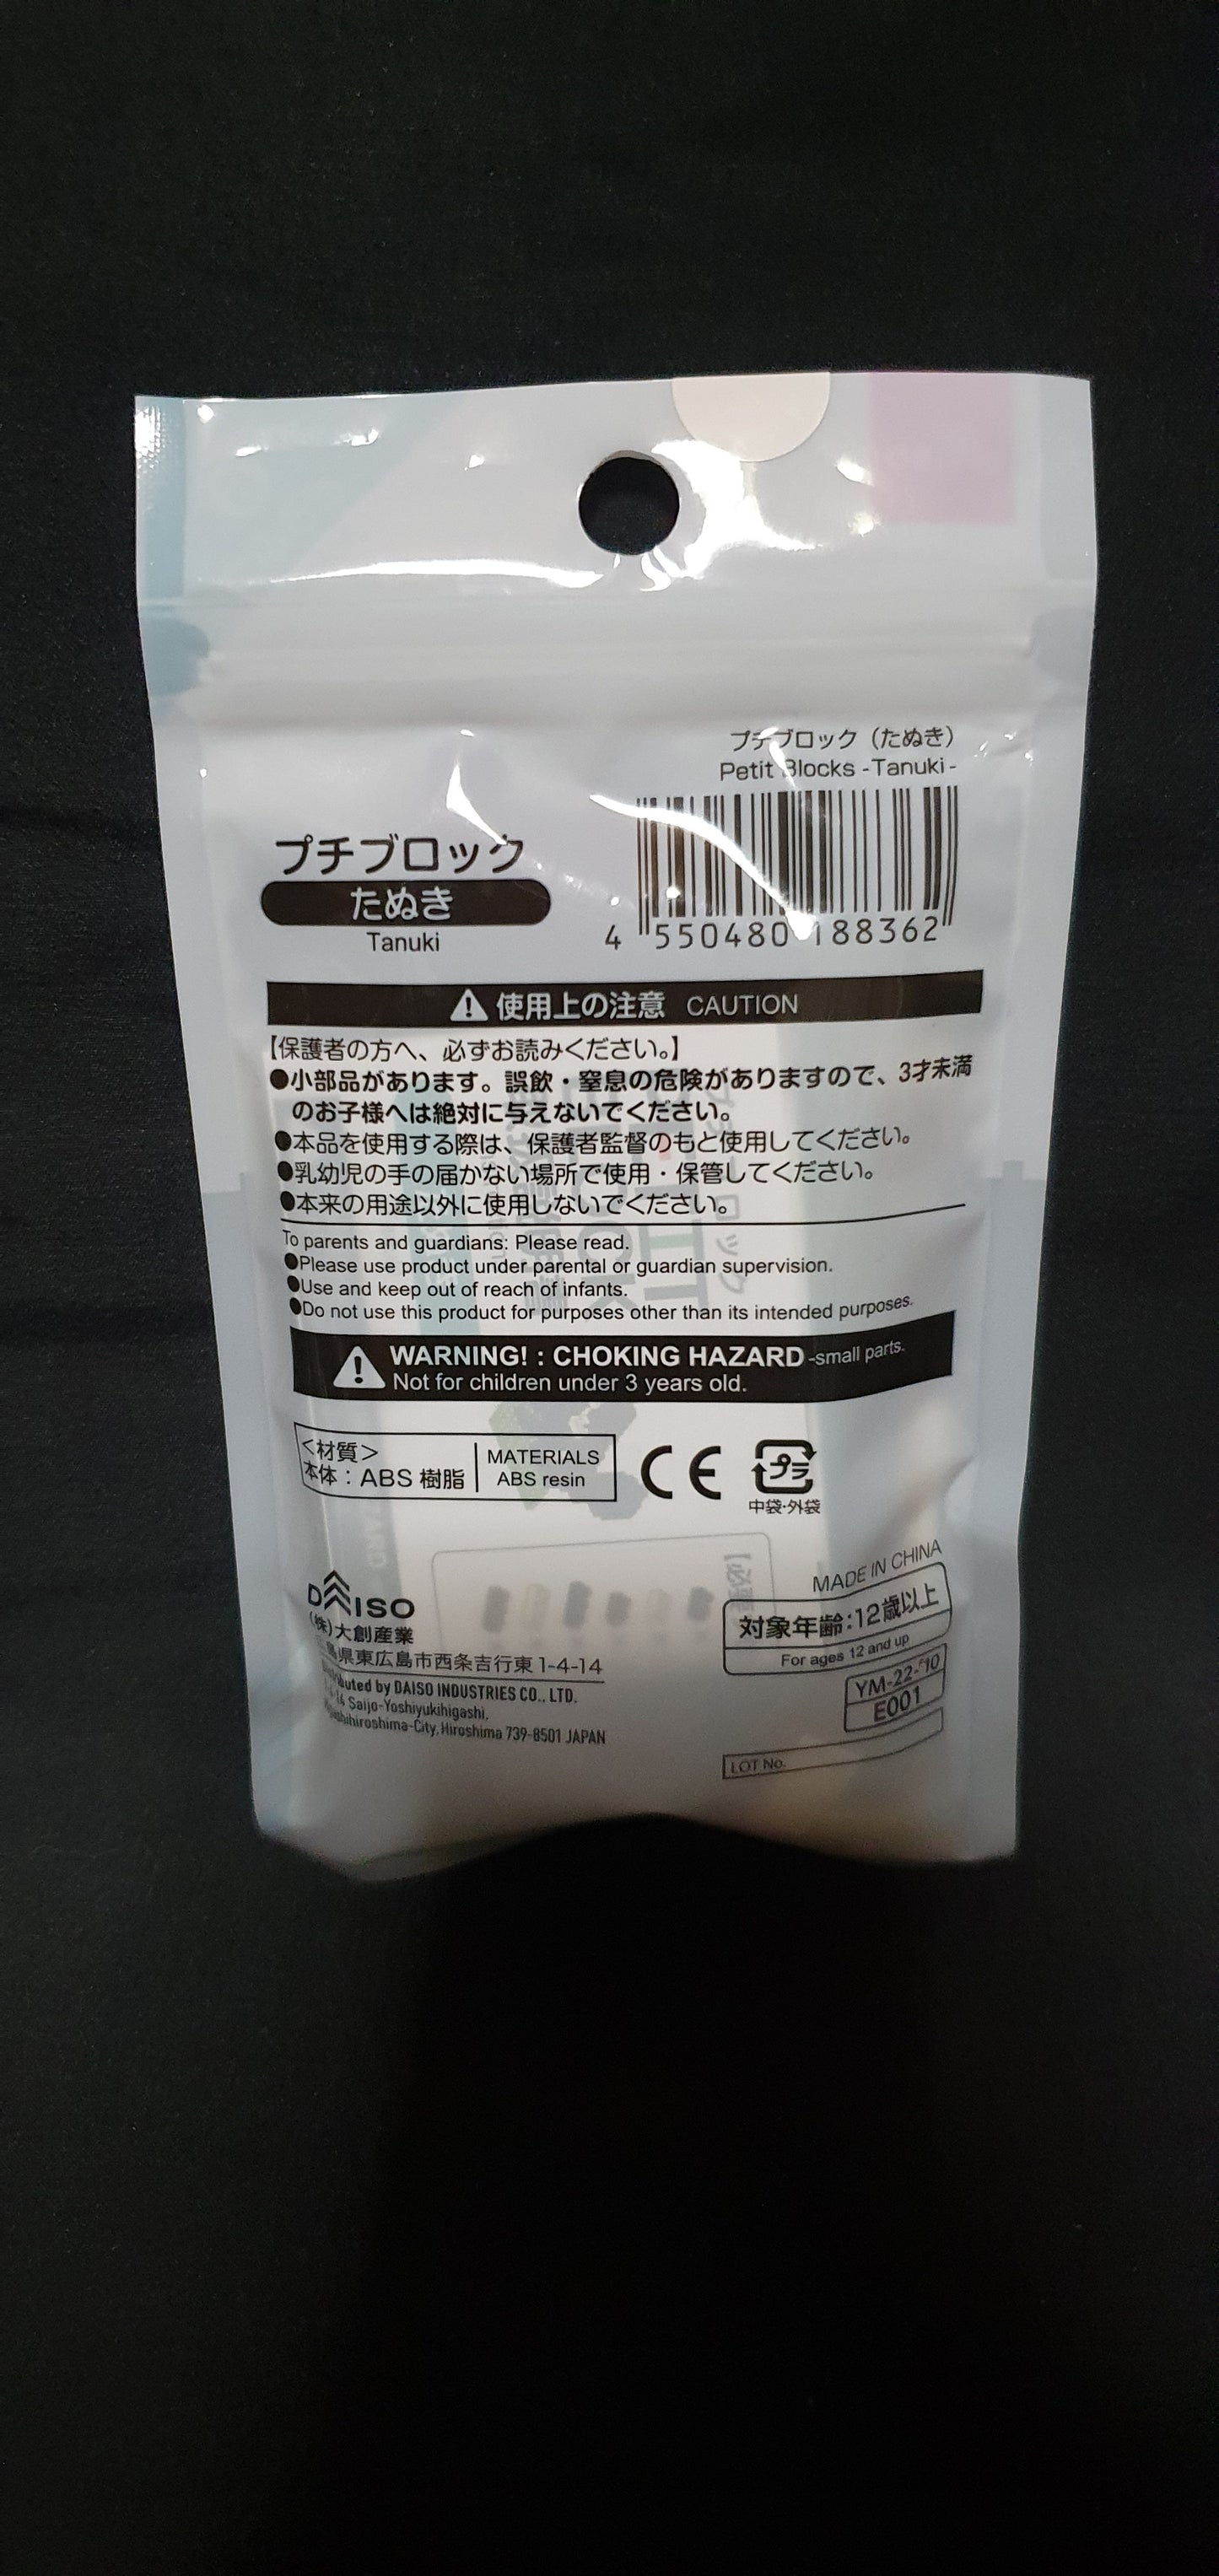 プチブロック（たぬき）
Petit Blocks -Tanuki-
4 550480 188362
プチブロック
たぬき
Tanuki
使用上の注意 CAUTION
【保護者の方へ、必ずお読みください。】
●小部品があります。誤飲・窒息の危険がありますので、3才未満
のお子様へは絶対に与えないでください。
●本品を使用する際は、保護者監督のもと使用してください。
●乳幼児の手の届かない場所で使用・保管してください。
●本来の用途以外に使用しないでください。
To parents and guardians: Please read.
●Please use product under parental or guardian supervision.
●Use and keep out of reach of infants.
●Do not use this product for purposes other than its intended purposes.
WARNING! : CHOKING HAZARD -small parts.
Not for children under 3 years old.
<材質>
本体：ABS 樹脂
MATERIALS
ABS resin
CE
プラ
中袋・外袋
DAISO
(株)大創産業
島県東広島市西条吉行東1-4-14
by DAISO INDUSTRIES CO., LTD.
Saijo-Yoshiyukihigashi,
Hiroshima 739-8501 JAPAN
MADE IN CHINA
対象年齢:12歳以上
For ages 12 and up
YM-22-10
E001
LOT No.